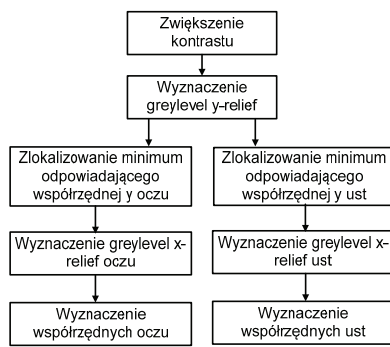 Zwiększenie
kontrastu
Wyznaczenie
greylevel y-relief
Zlokalizowanie minimum
odpowiadającego
współrzędnej y oczu
Zlokalizowanie minimum
odpowiadającego
współrzędnej y ust
Wyznaczenie greylevel x-
relief oczu
Wyznaczenie greylevel x-
relief ust
Wyznaczenie
współrzędnych oczu
Wyznaczenie
współrzędnych ust